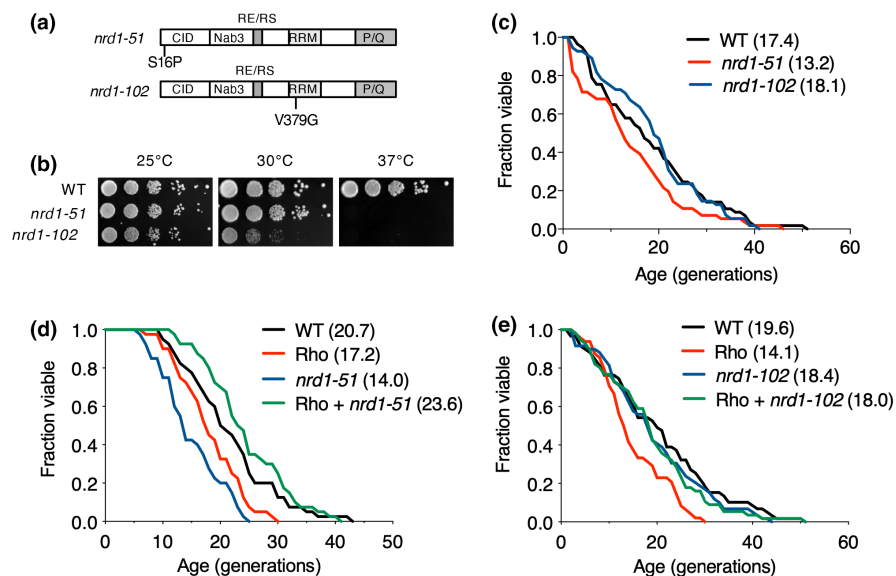 (a)
RE/RS
nrd1-51
CID Nab3 RRM P/Q
S16P
RE/RS
nrd1-102
CID Nab3 RRM P/Q
V379G
(b)
25°C 30°C 37°C
WT
nrd1-51
nrd1-102
(c)
WT (17.4)
nrd1-51 (13.2)
nrd1-102 (18.1)
Fraction viable
1.0
0.8
0.6
0.4
0.2
0.0
0 20 40 60
Age (generations)
(d)
WT (20.7)
Rho (17.2)
nrd1-51 (14.0)
Rho + nrd1-51 (23.6)
Fraction viable
1.0
0.8
0.6
0.4
0.2
0.0
0 10 20 30 40 50
Age (generations)
(e)
WT (19.6)
Rho (14.1)
nrd1-102 (18.4)
Rho + nrd1-102 (18.0)
Fraction viable
1.0
0.8
0.6
0.4
0.2
0.0
0 20 40 60
Age (generations)